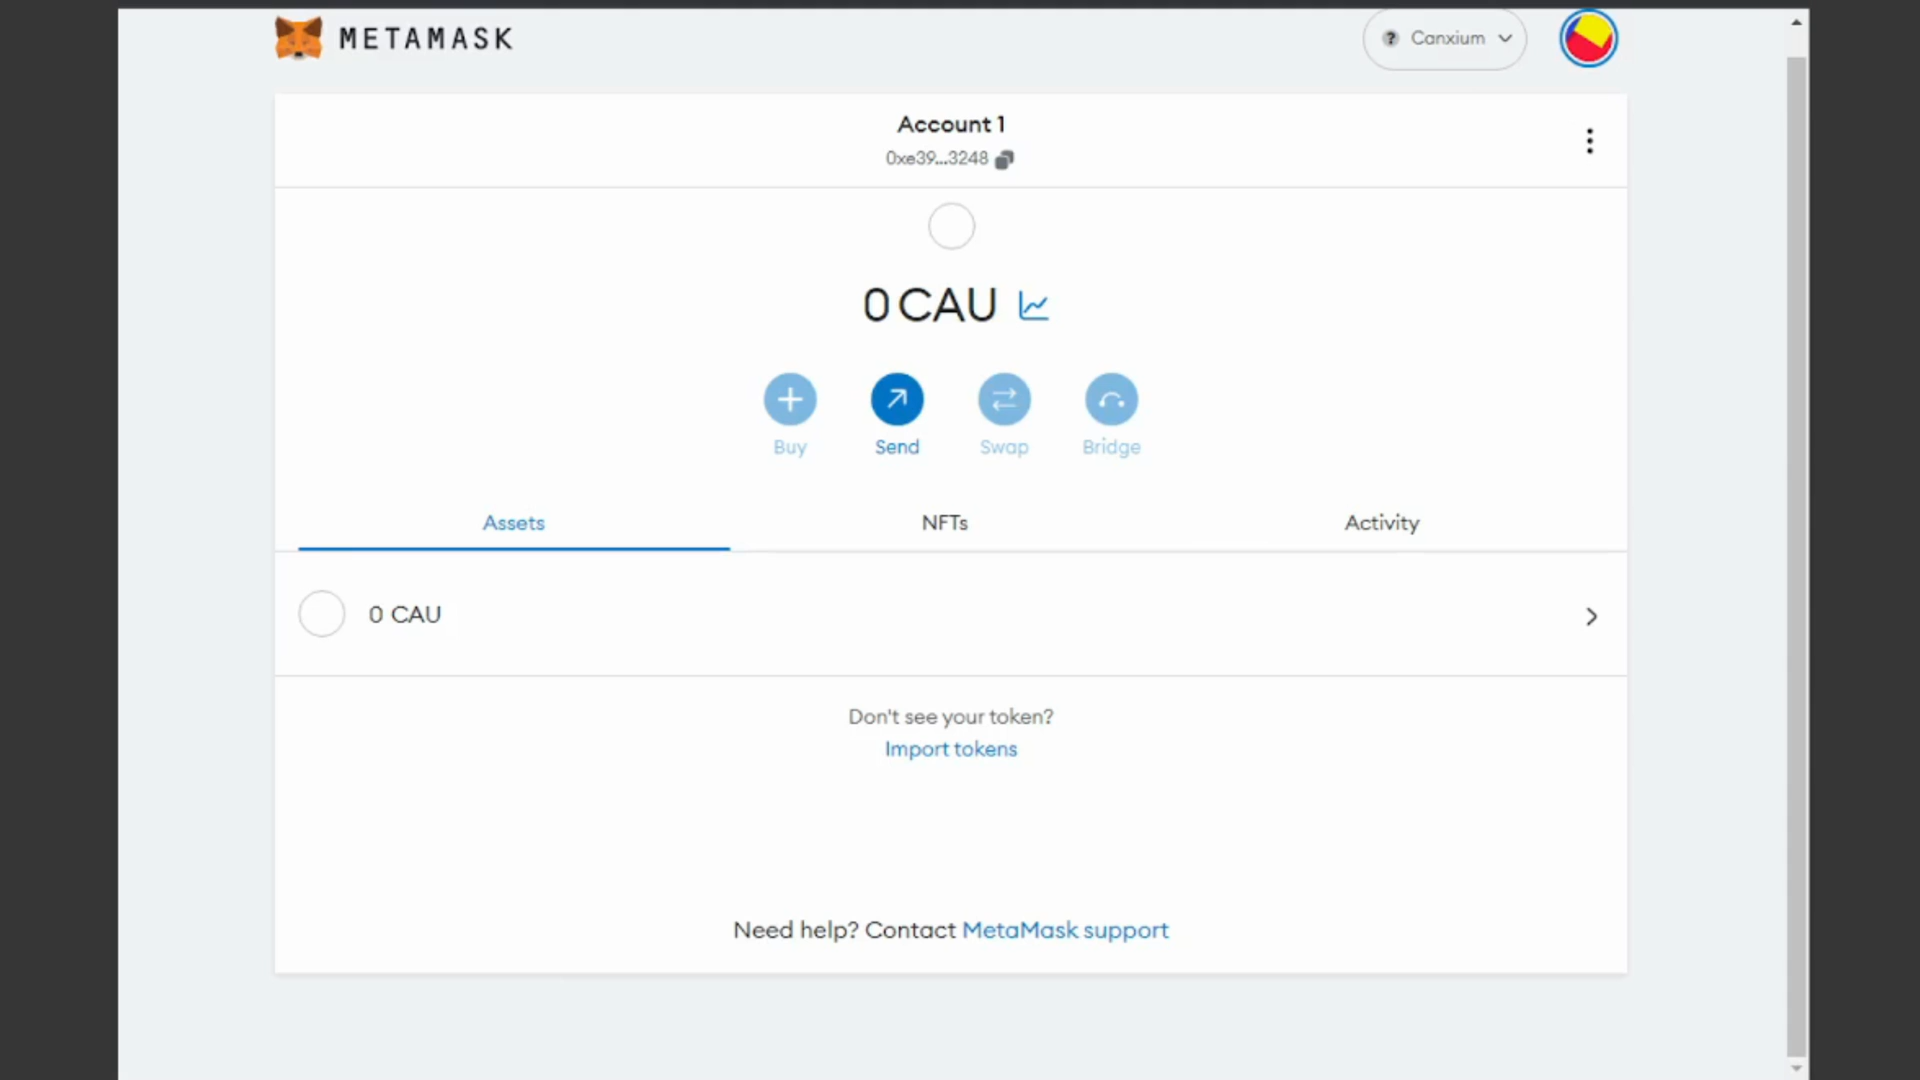 METAMASK
Canxium
Account 1
0xe39...3248
0 CAU
Buy
Send
Swap
Bridge
Assets
NFTs
Activity
0 CAU
Don't see your token?
Import tokens
Need help? Contact MetaMask support